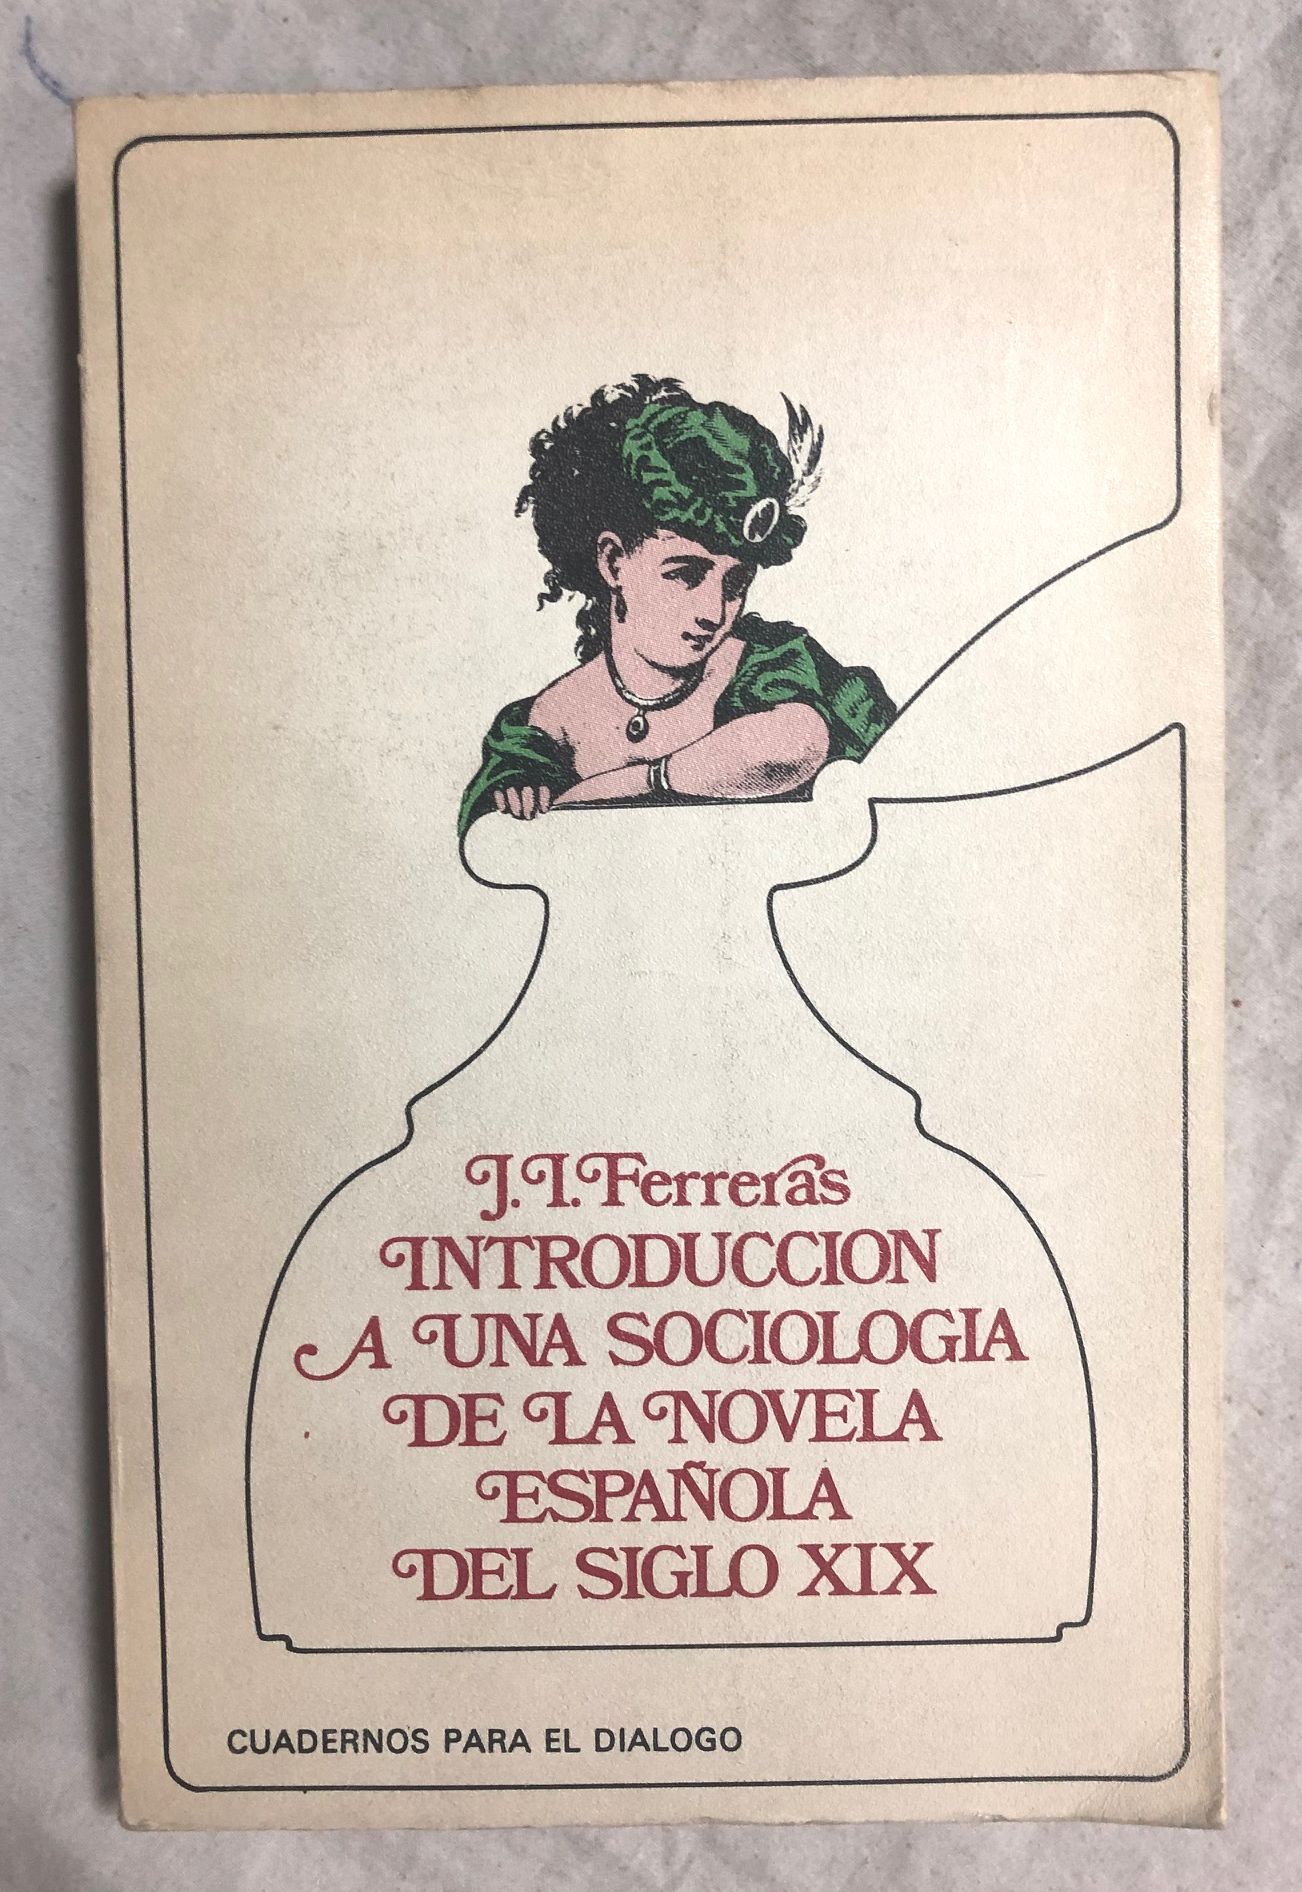 J. I. Ferreras
INTRODUCCION
A UNA SOCIOLOGIA
DE LA NOVELA
ESPAÑOLA
DEL SIGLO XIX
CUADERNOS PARA EL DIALOGO